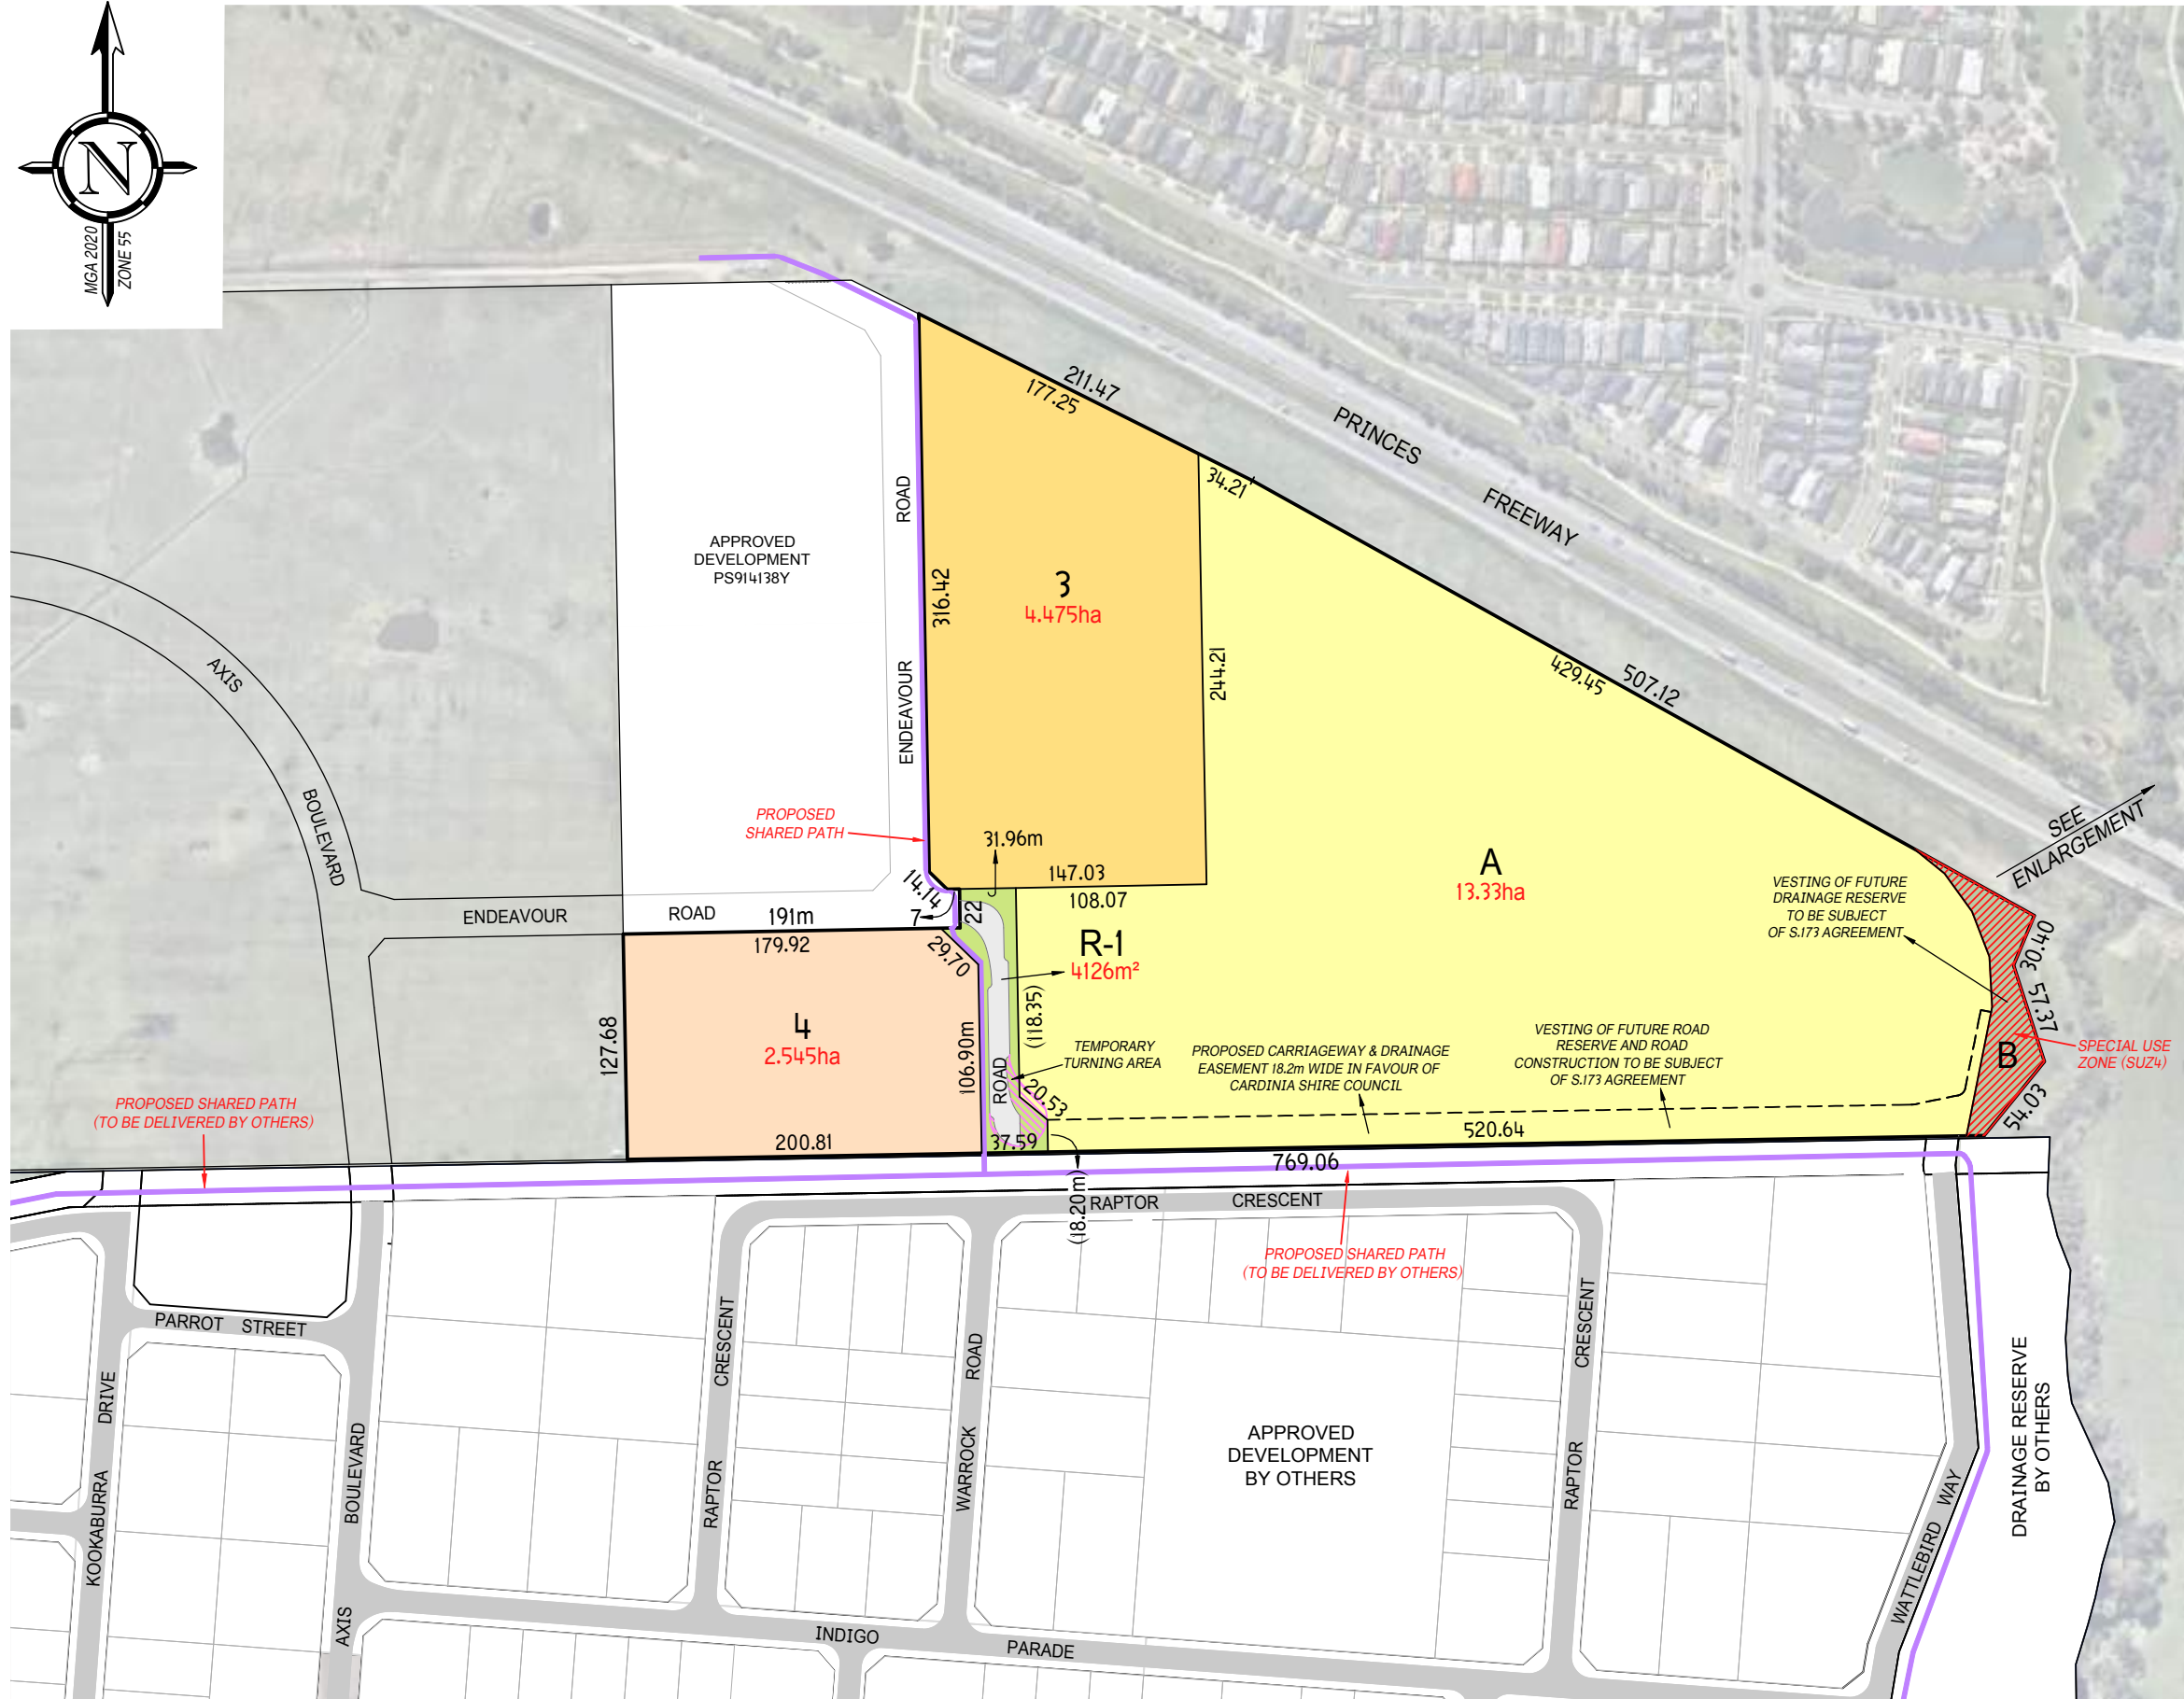 N
MGA 2020
ZONE 55
211.47
177.25
PRINCES
FREEWAY
34.21
ROAD
APPROVED
DEVELOPMENT
PS914138Y
3
4.475ha
316.42
244.21
AXIS
BOULEVARD
ENDEAVOUR
429.45
507.12
PROPOSED
SHARED PATH
31.96m
147.03
108.07
14.14
7
22
A
13.33ha
SEE
ENLARGEMENT
VESTING OF FUTURE
DRAINAGE RESERVE
TO BE SUBJECT
OF S.173 AGREEMENT
ENDEAVOUR
ROAD
191m
179.92
29.70
R-1
4126m²
30.40
57.37
4
2.545ha
127.68
106.90m
(118.35)
ROAD
TEMPORARY
TURNING AREA
20.53
PROPOSED CARRIAGEWAY & DRAINAGE
EASEMENT 18.2m WIDE IN FAVOUR OF
CARDINIA SHIRE COUNCIL
VESTING OF FUTURE ROAD
RESERVE AND ROAD
CONSTRUCTION TO BE SUBJECT
OF S.173 AGREEMENT
B
SPECIAL USE
ZONE (SUZ4)
54.03
PROPOSED SHARED PATH
(TO BE DELIVERED BY OTHERS)
200.81
37.59
520.64
769.06
(18.20m)
RAPTOR
CRESCENT
PROPOSED SHARED PATH
(TO BE DELIVERED BY OTHERS)
PARROT STREET
KOOKABURRA
DRIVE
AXIS
BOULEVARD
RAPTOR
CRESCENT
WARROCK
ROAD
APPROVED
DEVELOPMENT
BY OTHERS
RAPTOR
CRESCENT
WATTLEBIRD
WAY
DRAINAGE RESERVE
BY OTHERS
INDIGO
PARADE